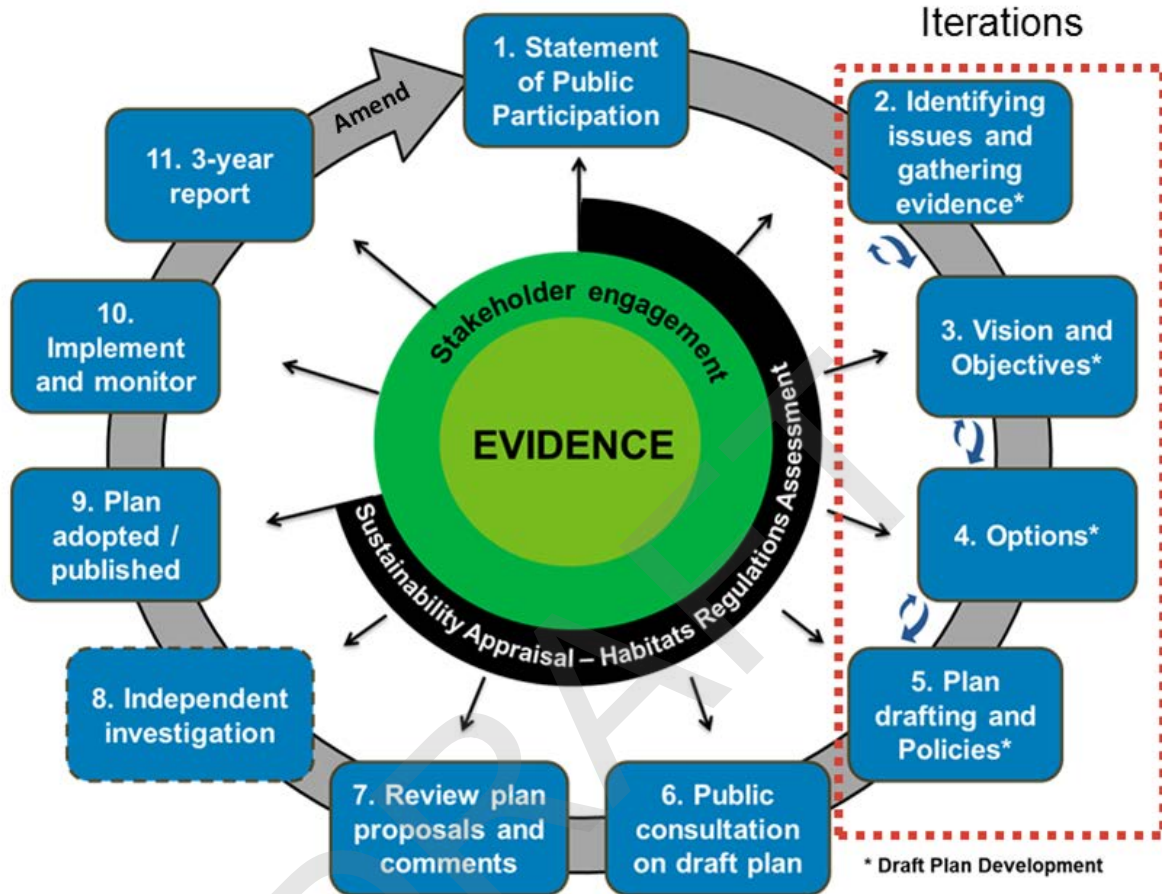 Iterations
1. Statement
of Public
Participation
2. Identifying
issues and
gathering
evidence*
3. Vision and
Objectives*
4. Options*
5. Plan
drafting and
Policies*
* Draft Plan Development
6. Public
consultation
on draft plan
7. Review plan
proposals and
comments
8. Independent
investigation
9. Plan
adopted /
published
10.
Implement
and monitor
11. 3-year
report
Amend
Stakeholder engagement
EVIDENCE
Sustainability Appraisal – Habitats Regulations Assessment
DRAFT